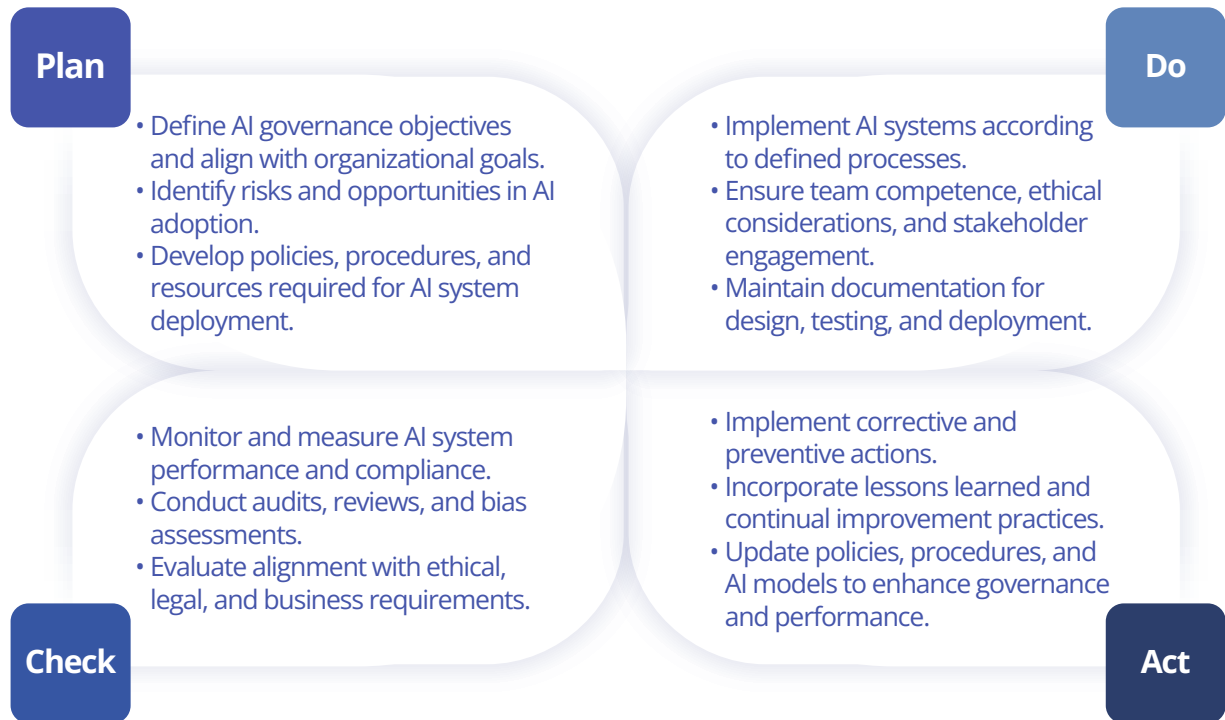 Plan
• Define AI governance objectives
and align with organizational goals.
• Identify risks and opportunities in AI
adoption.
• Develop policies, procedures, and
resources required for AI system
deployment.
Do
• Implement AI systems according
to defined processes.
• Ensure team competence, ethical
considerations, and stakeholder
engagement.
• Maintain documentation for
design, testing, and deployment.
• Monitor and measure AI system
performance and compliance.
• Conduct audits, reviews, and bias
assessments.
• Evaluate alignment with ethical,
legal, and business requirements.
Check
• Implement corrective and
preventive actions.
• Incorporate lessons learned and
continual improvement practices.
• Update policies, procedures, and
AI models to enhance governance
and performance.
Act